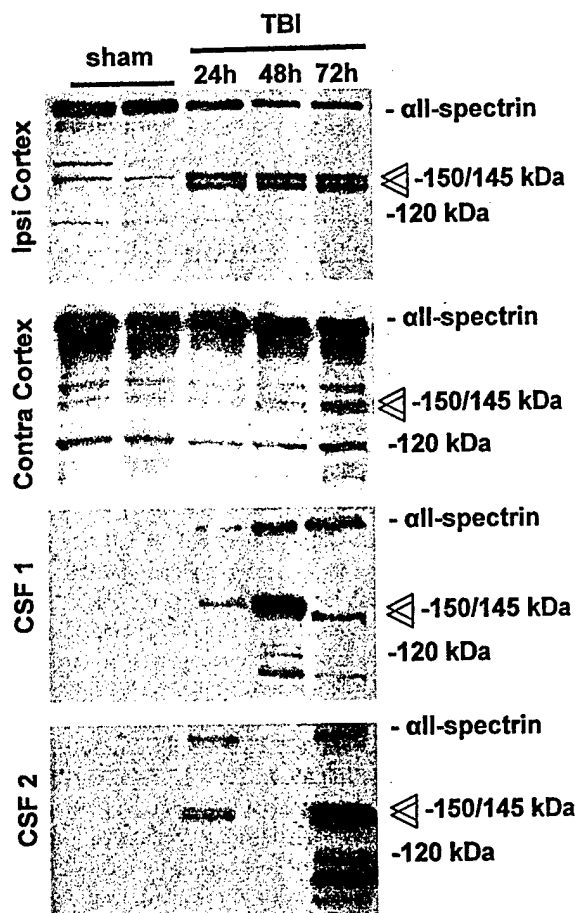 TBI
sham
24h 48h 72h
Ipsi Cortex
- αII-spectrin
-150/145 kDa
-120 kDa
Contra Cortex
- αII-spectrin
-150/145 kDa
-120 kDa
CSF 1
- αII-spectrin
-150/145 kDa
-120 kDa
CSF 2
- αII-spectrin
-150/145 kDa
-120 kDa